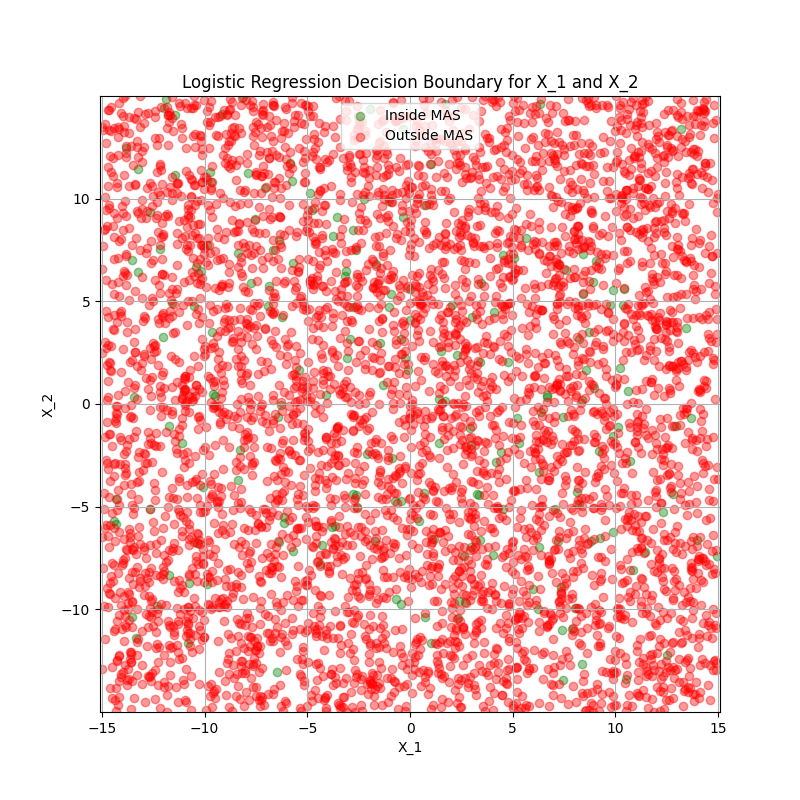 Logistic Regression Decision Boundary for X_1 and X_2
Inside MAS
Outside MAS
10
5
0
−5
−10
X_2
−15
−10
−5
0
5
10
15
X_1